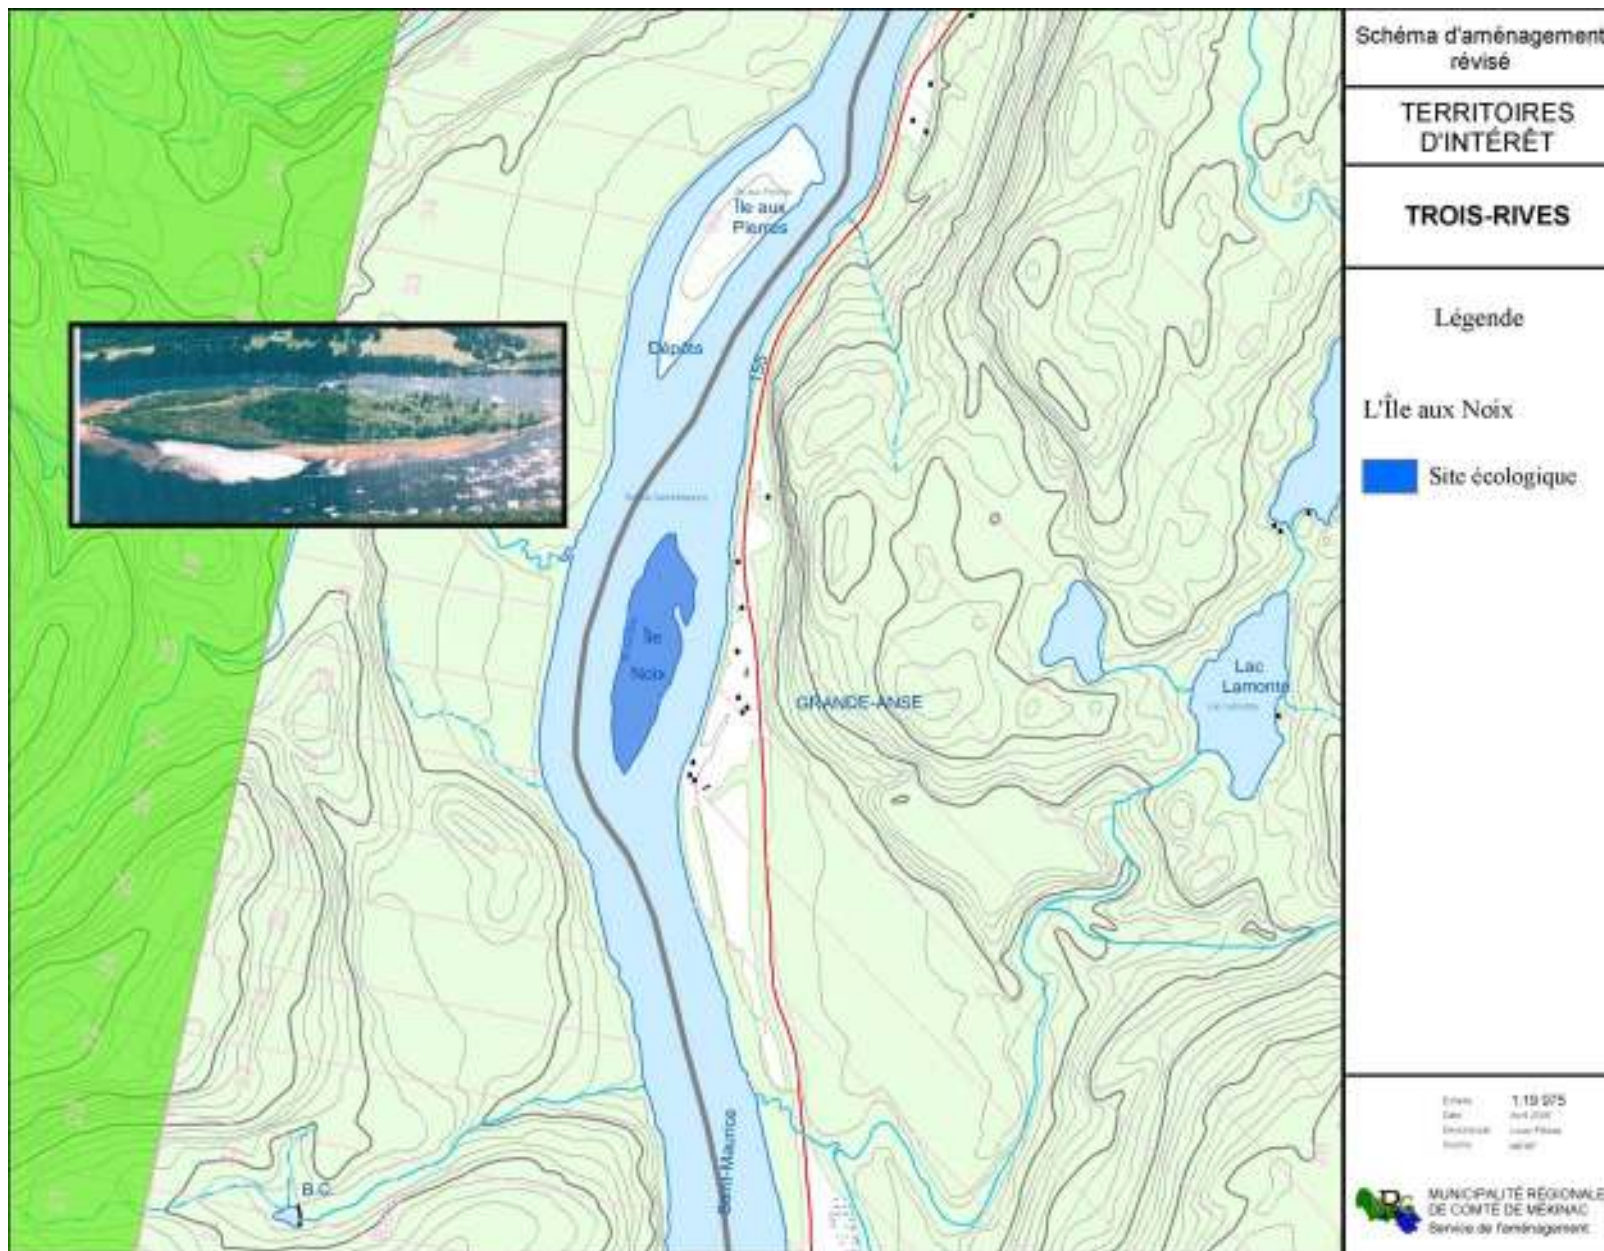 Schéma d'aménagement
révisé
TERRITOIRES
D'INTÉRÊT
TROIS-RIVES
Légende
L'Île aux Noix
Site écologique
Île aux
Pierres
Dépôts
155
Île
Noix
GRANDE-ANSE
Lac
Lamonte
B.C.
Saint-Maurice
1:19 975
MUNICIPALITÉ RÉGIONALE
DE COMTÉ DE MÉKINAC
Service de l'aménagement